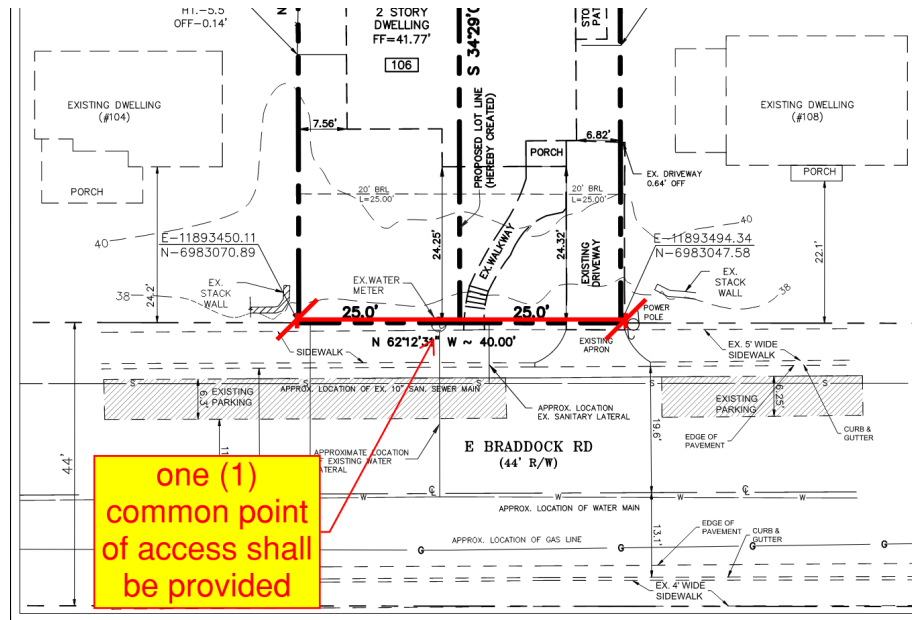 HT.-5.5
OFF-0.14'
N
2 STORY
DWELLING
FF=41.77'
106
S 34°29'0
STO
PAT
EXISTING DWELLING
(#104)
EXISTING DWELLING
(#108)
7.56'
6.82'
PROPOSED LOT LINE
(HEREBY CREATED)
PORCH
EX. DRIVEWAY
0.64' OFF
PORCH
PORCH
20' BRL
L=25.00'
20' BRL
L=25.00'
40
40
E-11893450.11
N-6983070.89
24.25'
EX.WALKWAY
24.32'
EXISTING
DRIVEWAY
E-11893494.34
N-6983047.58
22.1'
24.2'
EX.
STACK
WALL
EX.WATER
METER
EX.
STACK
WALL
38
38
25.0'
25.0'
POWER
POLE
N 62°12'31" W ~ 40.00'
SIDEWALK
EXISTING
APRON
EX. 5' WIDE
SIDEWALK
S
S
S
S
S
APPROX. LOCATION OF EX. 10" SAN. SEWER MAIN
6.3'
EXISTING
PARKING
EXISTING
PARKING
6.25'
APPROX. LOCATION
EX. SANITARY LATERAL
19.6'
EDGE OF
PAVEMENT
CURB &
GUTTER
44'
APPROXIMATE LOCATION
OF EXISTING WATER
LATERAL
E BRADDOCK RD
(44' R/W)
one (1)
common point
of access shall
be provided
W
W
W
W
W
APPROX. LOCATION OF WATER MAIN
13.1'
EDGE OF
PAVEMENT
CURB &
GUTTER
APPROX. LOCATION OF GAS LINE
G
G
G
G
EX. 4' WIDE
SIDEWALK